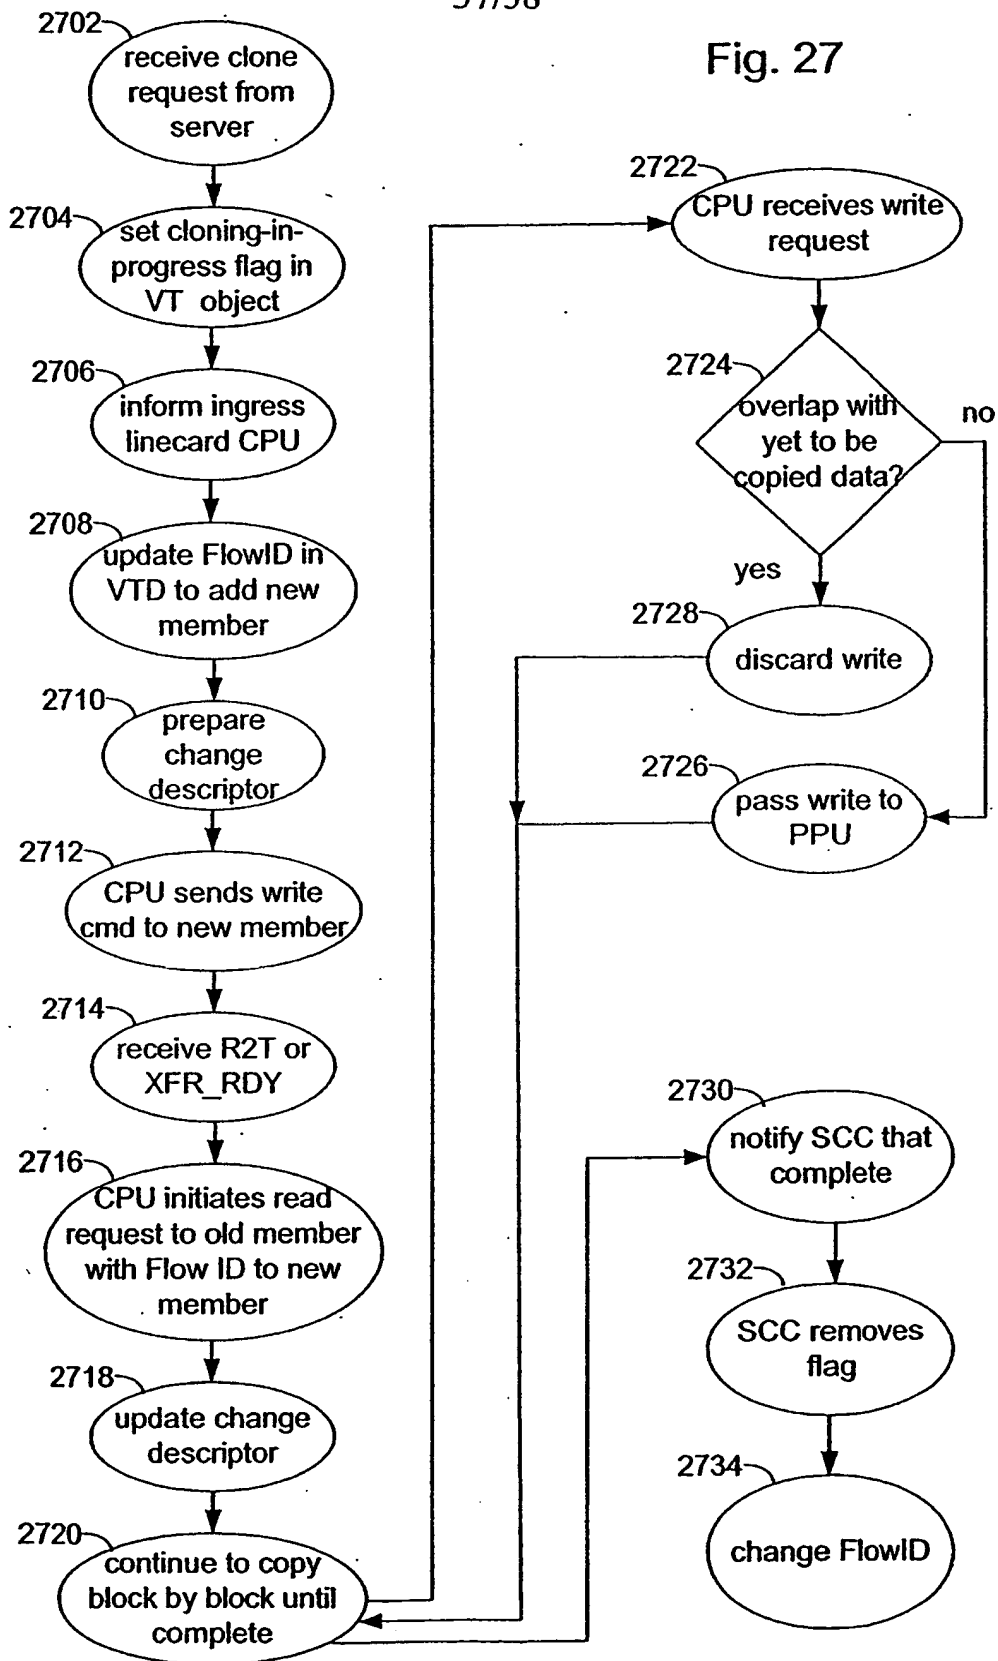 37/38
Fig. 27
2702
receive clone
request from
server
2704
set cloning-in-
progress flag in
VT object
2706
inform ingress
linecard CPU
2708
update FlowID in
VTD to add new
member
2710
prepare
change
descriptor
2712
CPU sends write
cmd to new member
2714
receive R2T or
XFR_RDY
2716
CPU initiates read
request to old member
with Flow ID to new
member
2718
update change
descriptor
2720
continue to copy
block by block until
complete
2722
CPU receives write
request
2724
overlap with
yet to be
copied data?
no
yes
2728
discard write
2726
pass write to
PPU
2730
notify SCC that
complete
2732
SCC removes
flag
2734
change FlowID